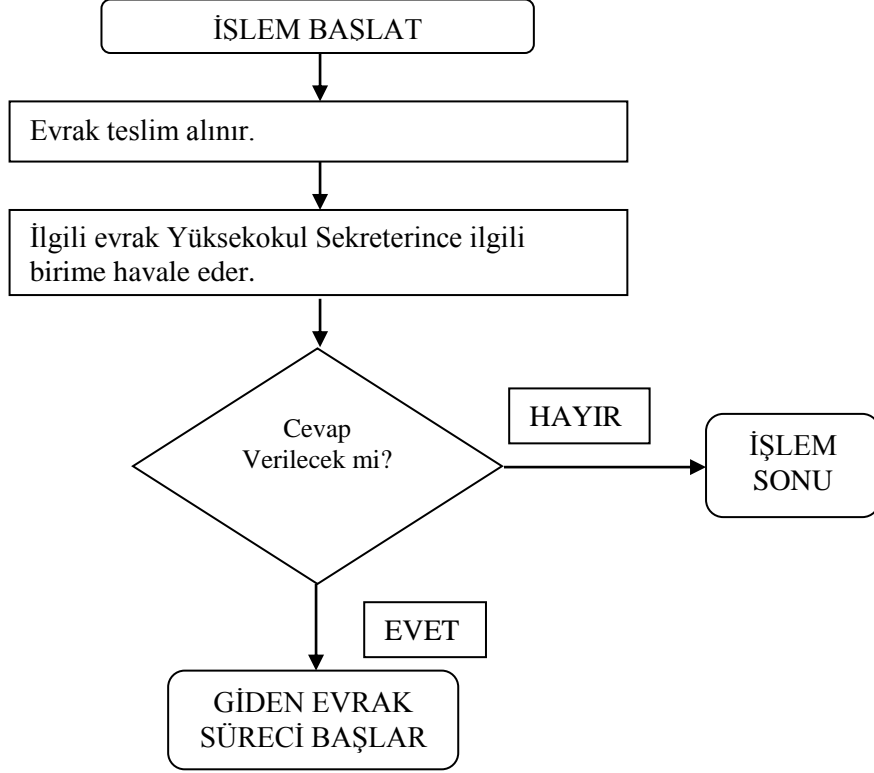 İŞLEM BAŞLAT
Evrak teslim alınır.
İlgili evrak Yüksekokul Sekreterince ilgili
birime havale eder.
Cevap
Verilecek mi?
HAYIR
İŞLEM
SONU
EVET
GİDEN EVRAK
SÜRECİ BAŞLAR